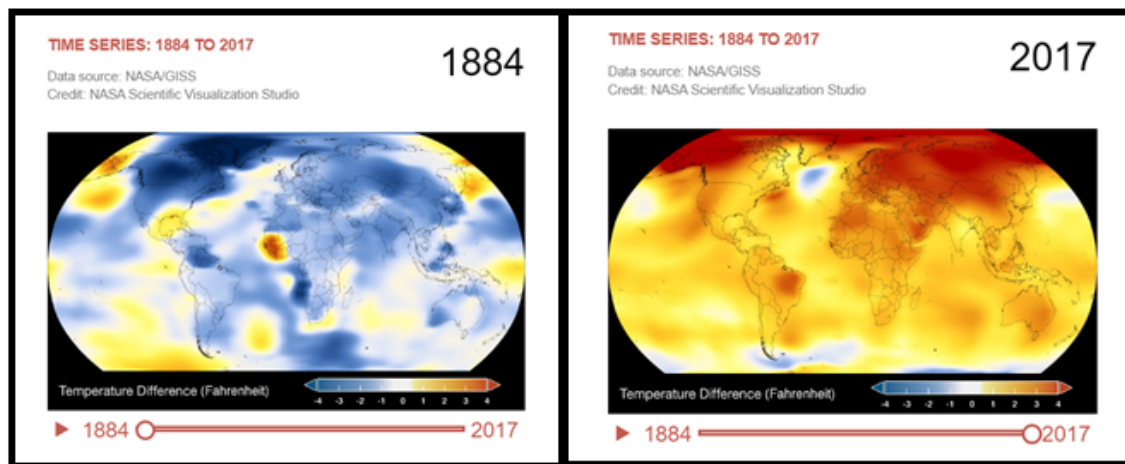 TIME SERIES: 1884 TO 2017
1884
Data source: NASA/GISS
Credit: NASA Scientific Visualization Studio
Temperature Difference (Fahrenheit)
-4 -3 -2 -1 0 1 2 3 4
1884 2017
TIME SERIES: 1884 TO 2017
2017
Data source: NASA/GISS
Credit: NASA Scientific Visualization Studio
Temperature Difference (Fahrenheit)
-4 -3 -2 -1 0 1 2 3 4
1884 2017